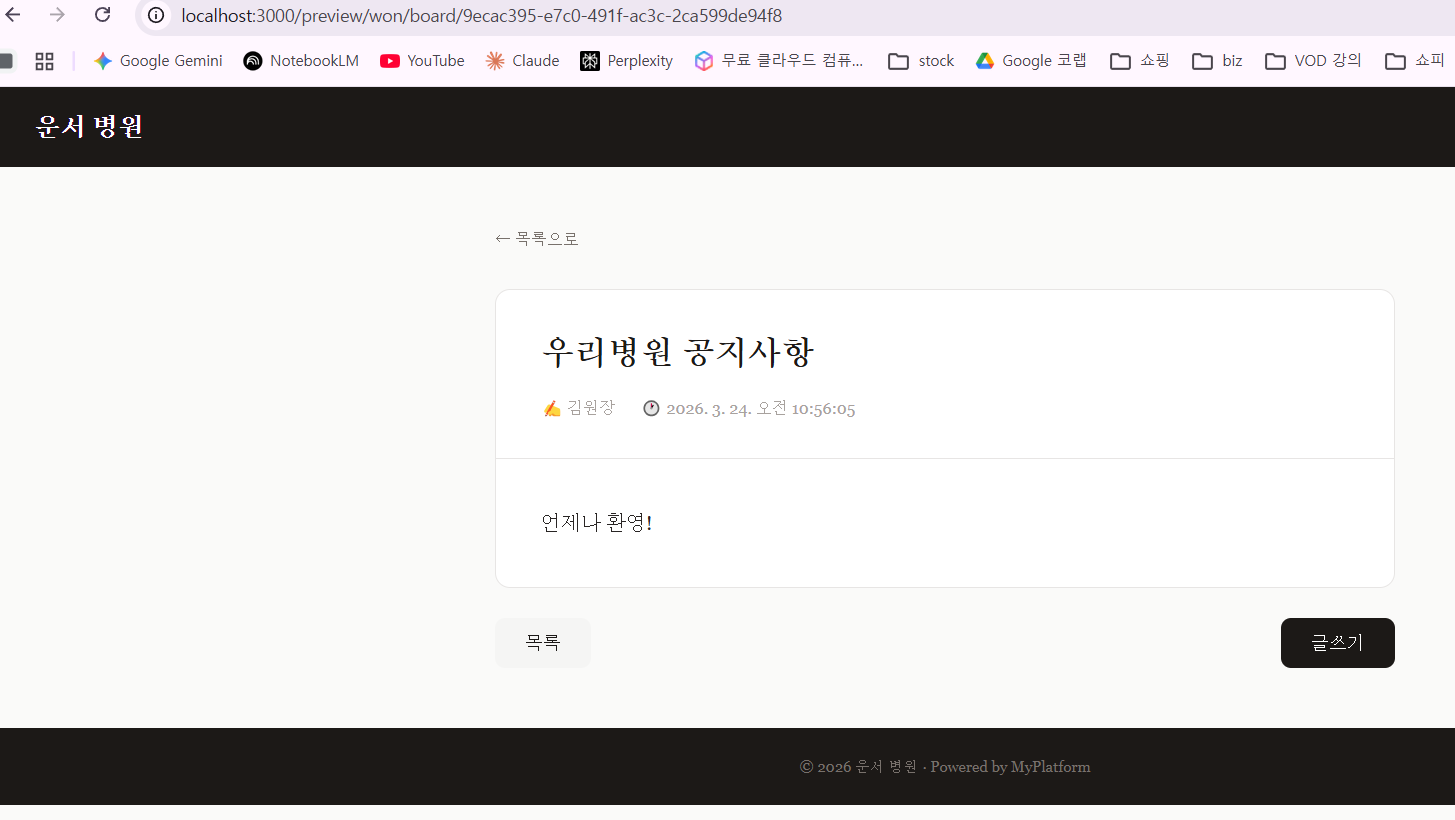 localhost:3000/preview/won/board/9ecac395-e7c0-491f-ac3c-2ca599de94f8
Google Gemini NotebookLM YouTube Claude Perplexity 무료 클라우드 컴퓨... stock Google 코랩 쇼핑 biz VOD 강의 쇼피
운서 병원
← 목록으로
우리병원 공지사항
✍️ 김원장 🕐 2026. 3. 24. 오전 10:56:05
언제나 환영!
목록 글쓰기
© 2026 운서 병원 · Powered by MyPlatform